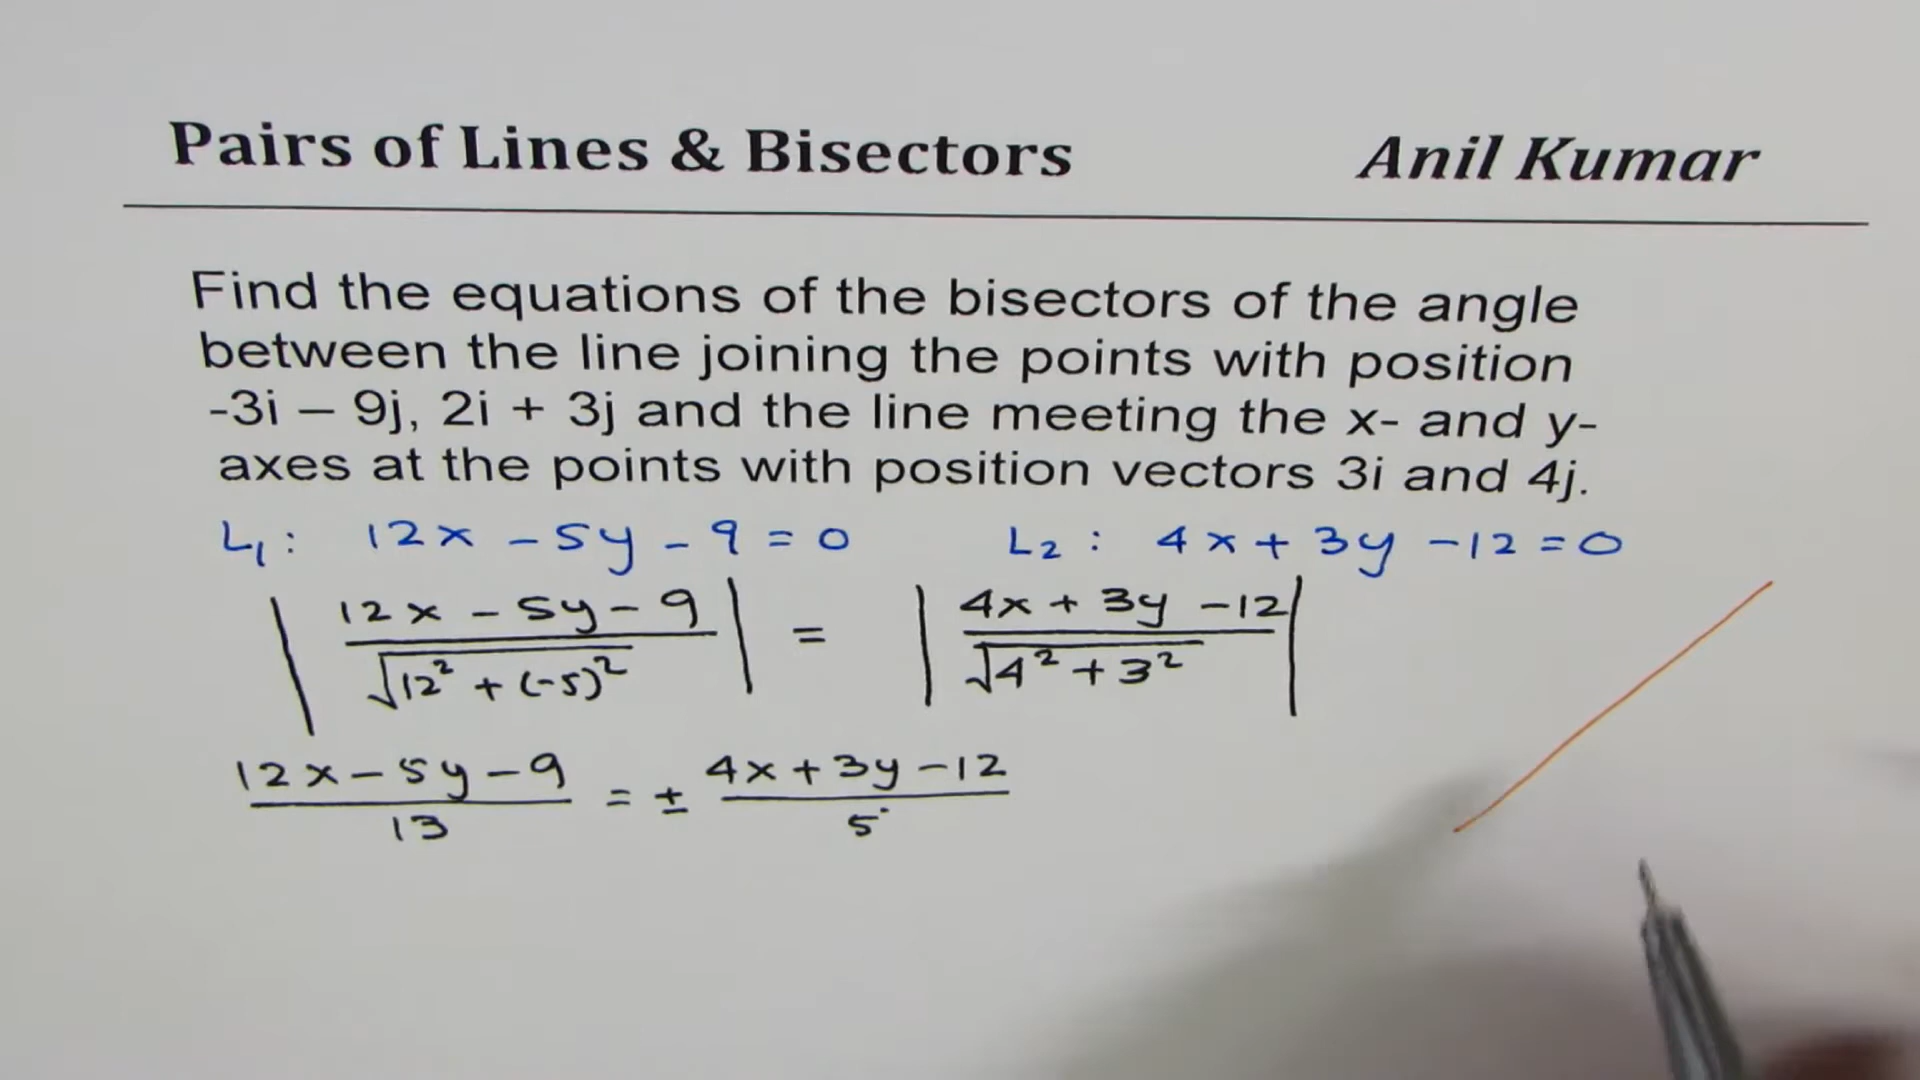 Pairs of Lines & Bisectors Anil Kumar
Find the equations of the bisectors of the angle
between the line joining the points with position
-3i – 9j, 2i + 3j and the line meeting the x- and y-
axes at the points with position vectors 3i and 4j.
L₁: 12x - 5y - 9 = 0 L₂: 4x + 3y - 12 = 0
|(12x - 5y - 9)/√(12² + (-5)²)| = |(4x + 3y - 12)/√(4² + 3²)|
(12x - 5y - 9)/13 = ± (4x + 3y - 12)/5